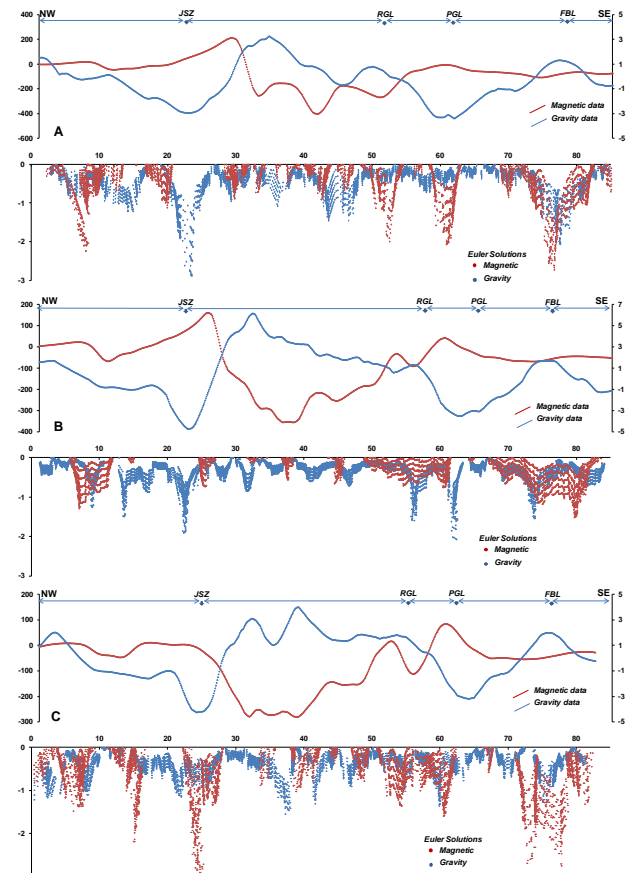 400 NW JSZ RGL PGL FBL SE 5
200 3
0 1
-200 -1
-400 -3
-600 -5
A
Magnetic data
Gravity data
0 10 20 30 40 50 60 70 80
0
-1
-2
-3
Euler Solutions
Magnetic
Gravity
200 NW JSZ RGL PGL FBL SE 7
100 5
0 3
-100 1
-200 -1
-300 -3
-400 -5
B
Magnetic data
Gravity data
0 10 20 30 40 50 60 70 80
0
-1
-2
-3
Euler Solutions
Magnetic
Gravity
200 NW JSZ RGL PGL FBL SE 5
100 3
0 1
-100 -1
-200 -3
-300 -5
C
Magnetic data
Gravity data
0 10 20 30 40 50 60 70 80
0
-1
-2
Euler Solutions
Magnetic
Gravity